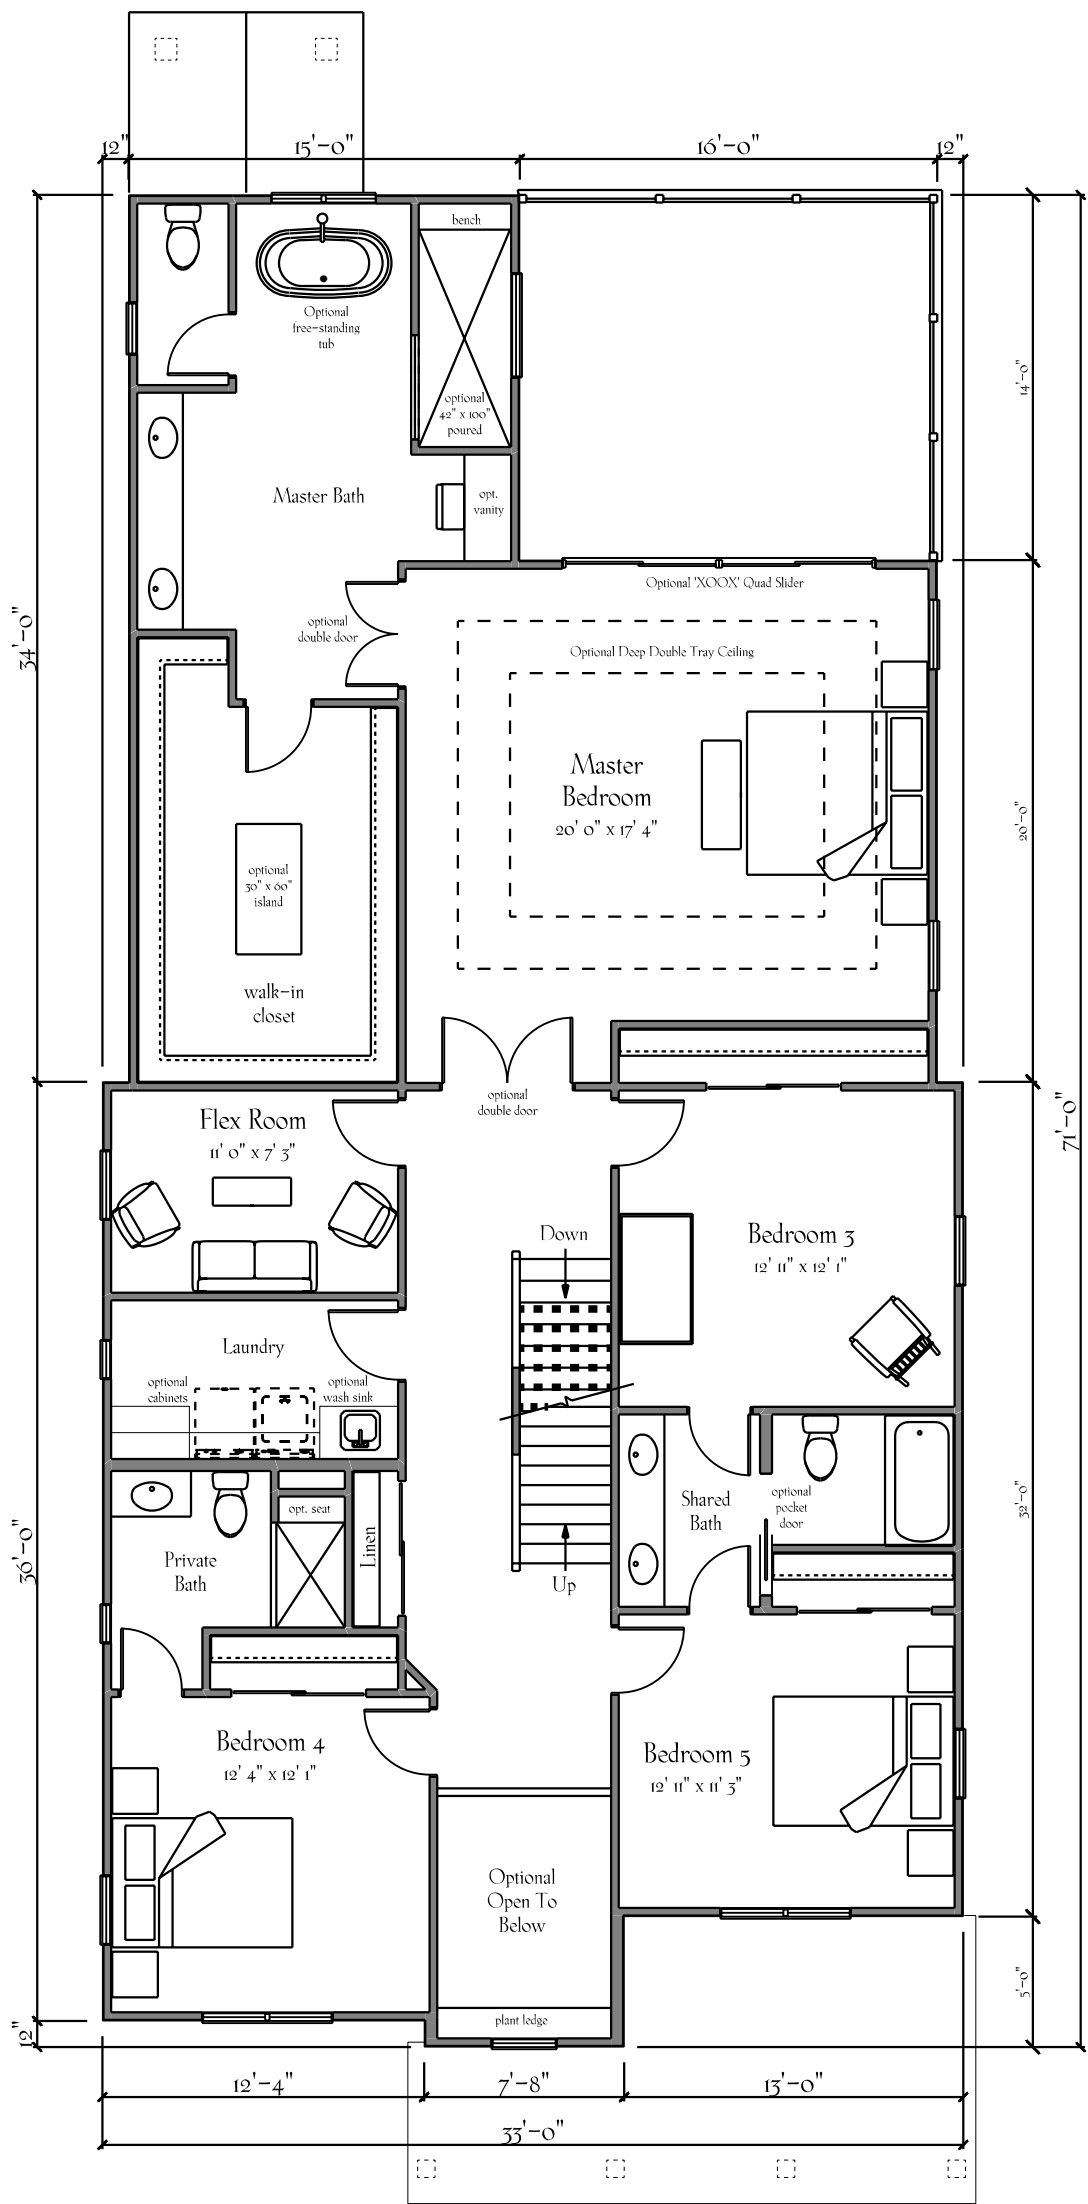 12"
15'-0"
16'-0"
12"
bench
Optional
free-standing
tub
optional
42" x 100"
poured
14'-0"
Master Bath
opt.
vanity
Optional 'XOOX' Quad Slider
optional
double door
34'-0"
Optional Deep Double Tray Ceiling
Master
Bedroom
20' 0" x 17' 4"
20'-0"
optional
30" x 60"
island
walk-in
closet
optional
double door
71'-0"
Flex Room
11' 0" x 7' 3"
Down
Bedroom 3
12' 11" x 12' 1"
Laundry
optional
cabinets
optional
wash sink
opt. seat
Shared
Bath
optional
pocket
door
32'-0"
36'-0"
Private
Bath
Linen
Up
Bedroom 4
12' 4" x 12' 1"
Bedroom 5
12' 11" x 11' 3"
Optional
Open To
Below
5'-0"
plant ledge
12"
12'-4"
7'-8"
13'-0"
33'-0"